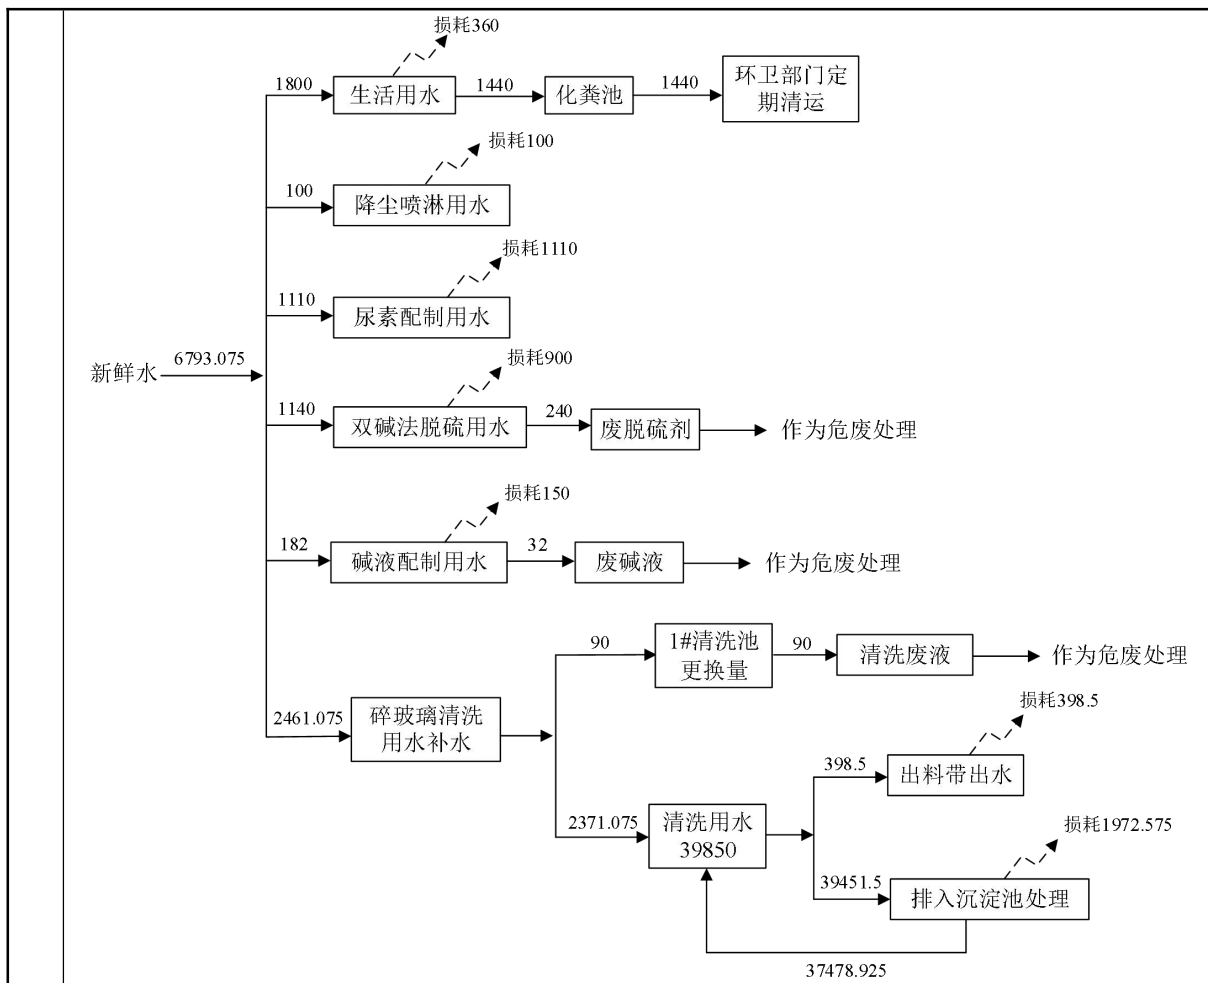 损耗360
1800
生活用水
1440
化粪池
1440
环卫部门定
期清运
损耗100
100
降尘喷淋用水
损耗1110
1110
尿素配制用水
新鲜水
6793.075
损耗900
1140
双碱法脱硫用水
240
废脱硫剂
作为危废处理
损耗150
182
碱液配制用水
32
废碱液
作为危废处理
90
1#清洗池
更换量
90
清洗废液
作为危废处理
2461.075
碎玻璃清洗
用水补水
损耗398.5
398.5
出料带出水
2371.075
清洗用水
39850
损耗1972.575
39451.5
排入沉淀池处理
37478.925